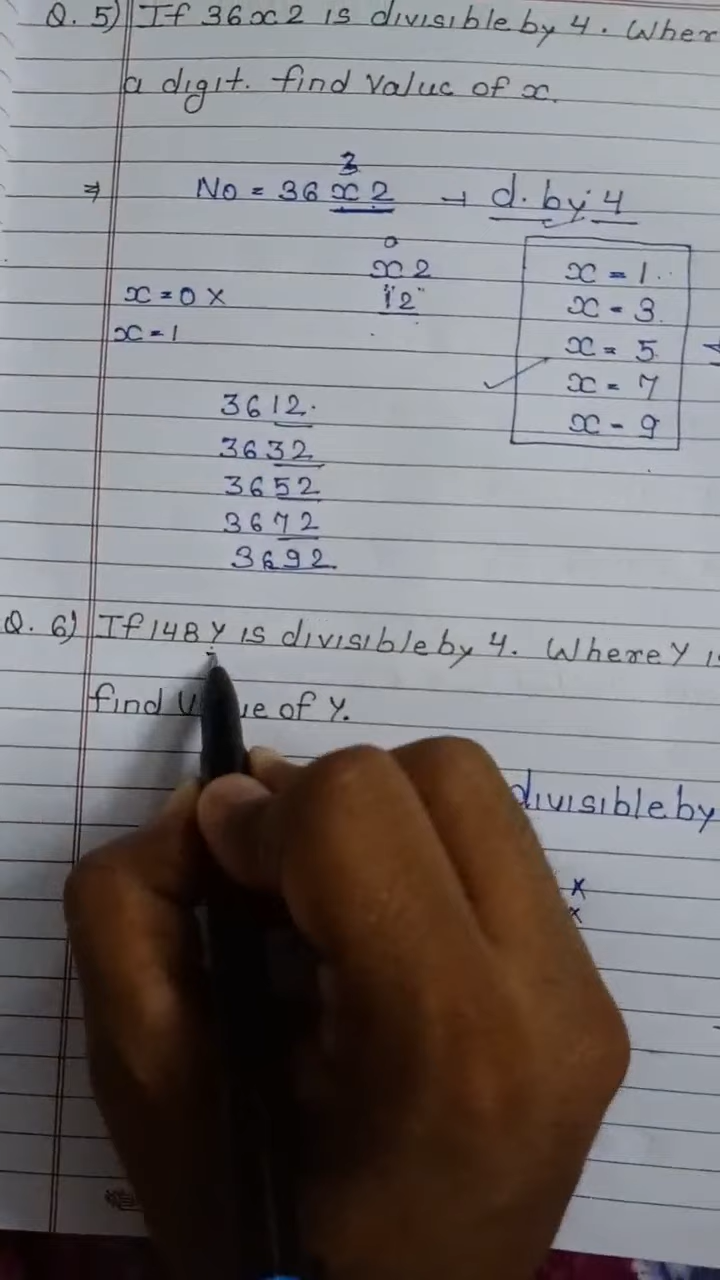 Q. 5) If 36x2 is divisible by 4. Wher
a digit. find value of x.
3
⇒ No = 36x2 → d. by 4
0
x2
"12"
x = 0 ×
x = 1
x = 1.
x = 3.
x = 5
x = 7
x = 9
3612.
3632
3652
3672
3692.
Q. 6) If 148Y is divisible by 4. Where Y is
find v ue of Y.
divisible by
×
×